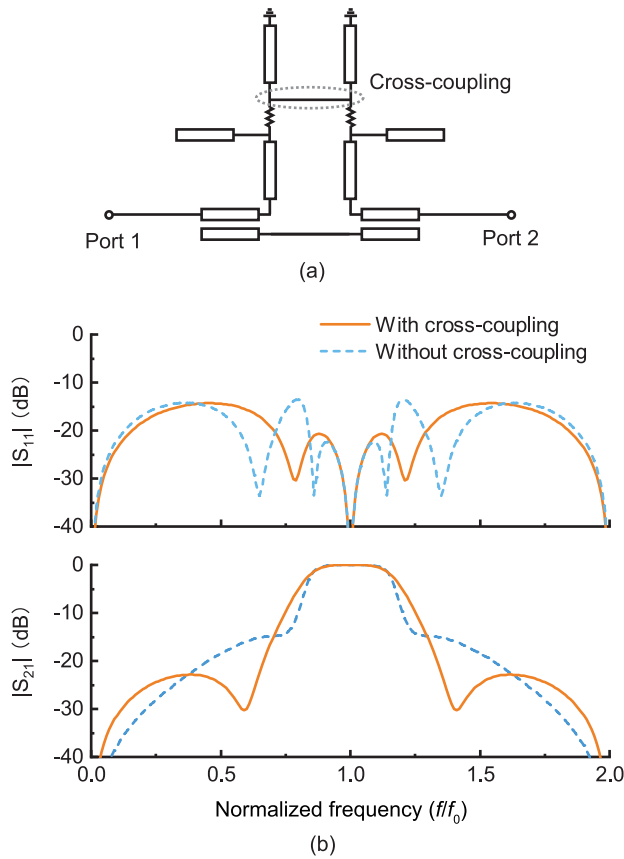 Cross-coupling
Port 1
Port 2
(a)
With cross-coupling
Without cross-coupling
|S11| (dB)
0
-10
-20
-30
-40
|S21| (dB)
0
-10
-20
-30
-40
0.0 0.5 1.0 1.5 2.0
Normalized frequency (f/f0)
(b)